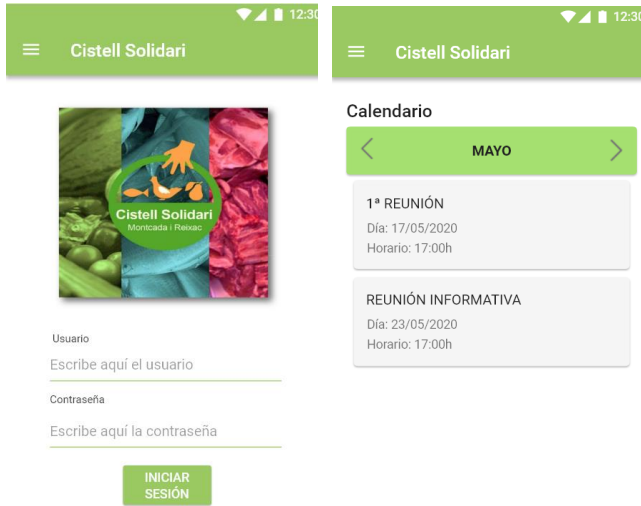 12:30
Cistell Solidari
Cistell Solidari
Montcada i Reixac
Usuario
Escribe aquí el usuario
Contraseña
Escribe aquí la contraseña
INICIAR
SESIÓN
12:30
Cistell Solidari
Calendario
MAYO
1ª REUNIÓN
Día: 17/05/2020
Horario: 17:00h
REUNIÓN INFORMATIVA
Día: 23/05/2020
Horario: 17:00h